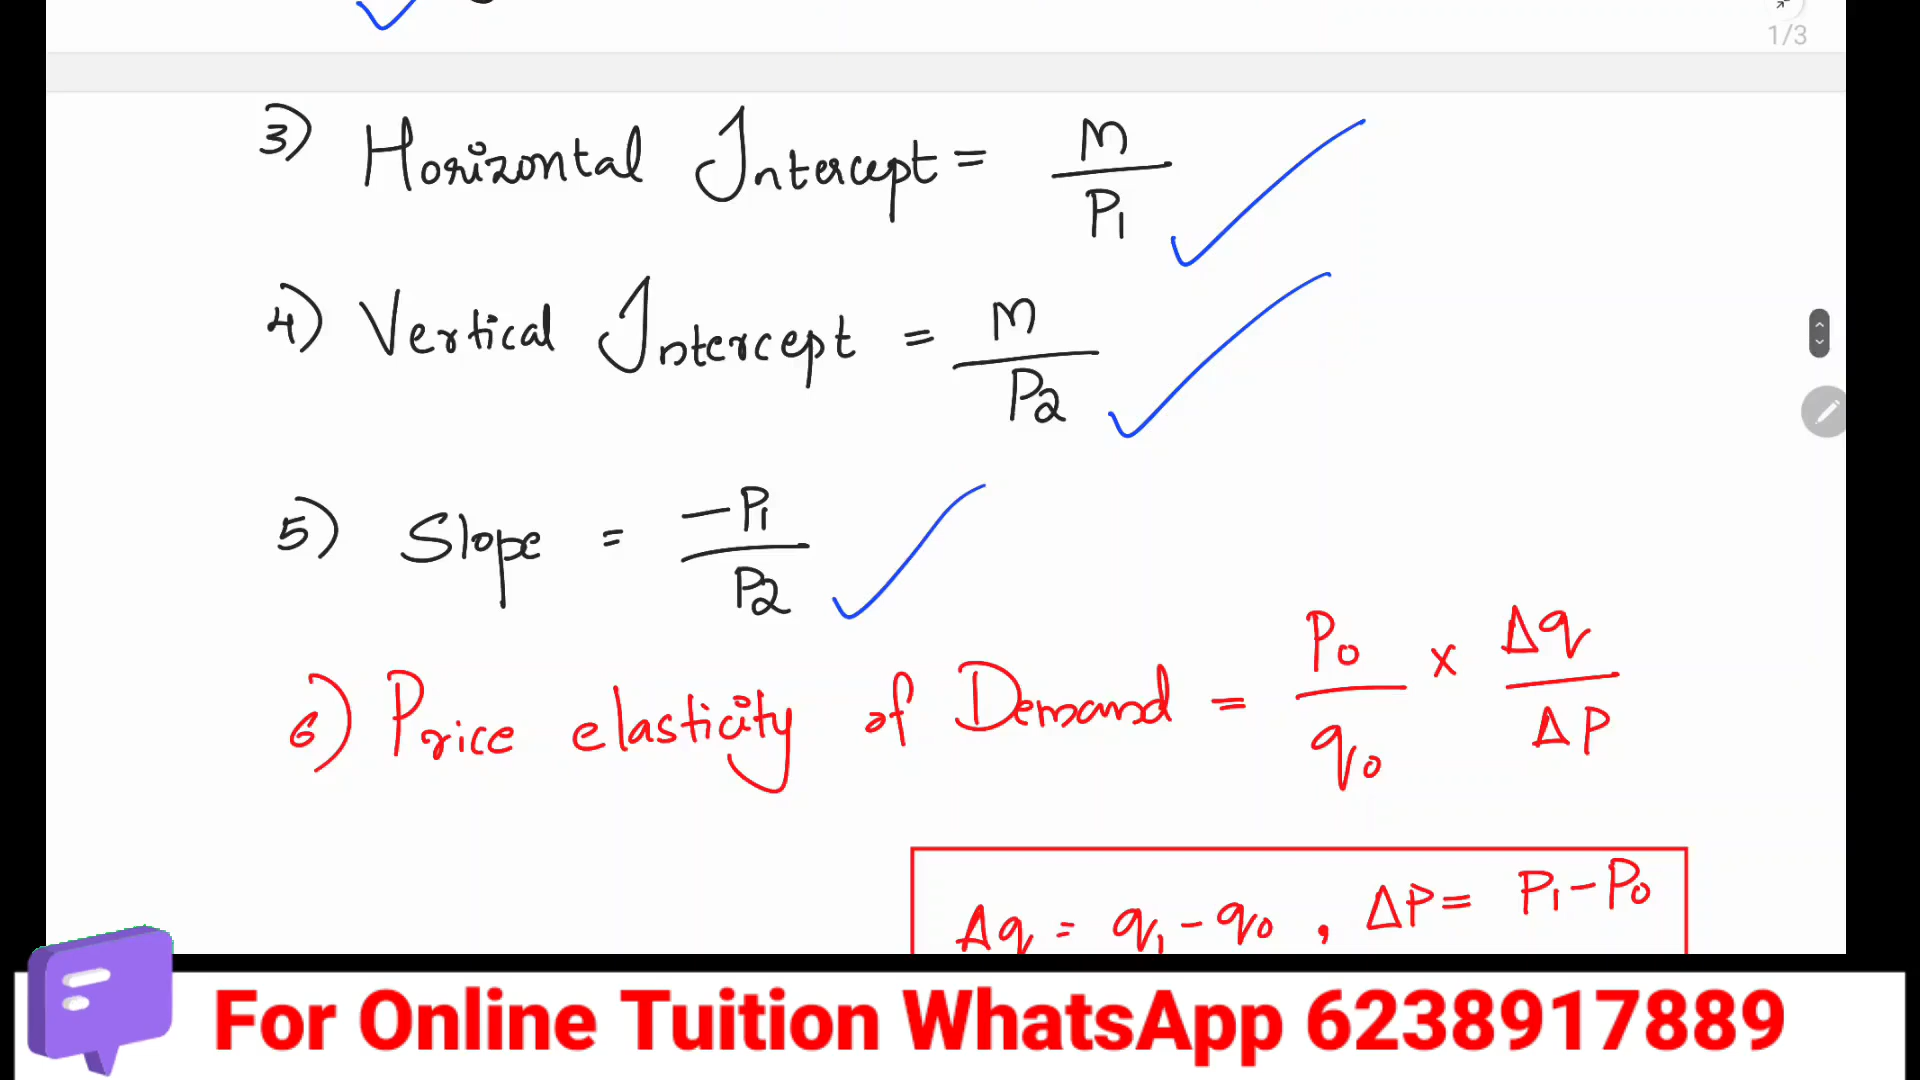 1/3
3) Horizontal Intercept = M/P1
4) Vertical Intercept = M/P2
5) Slope = -P1/P2
6) Price elasticity of Demand = P0/q0 x Δq/ΔP
Δq = q1 - q0 , ΔP = P1 - P0
For Online Tuition WhatsApp 6238917889